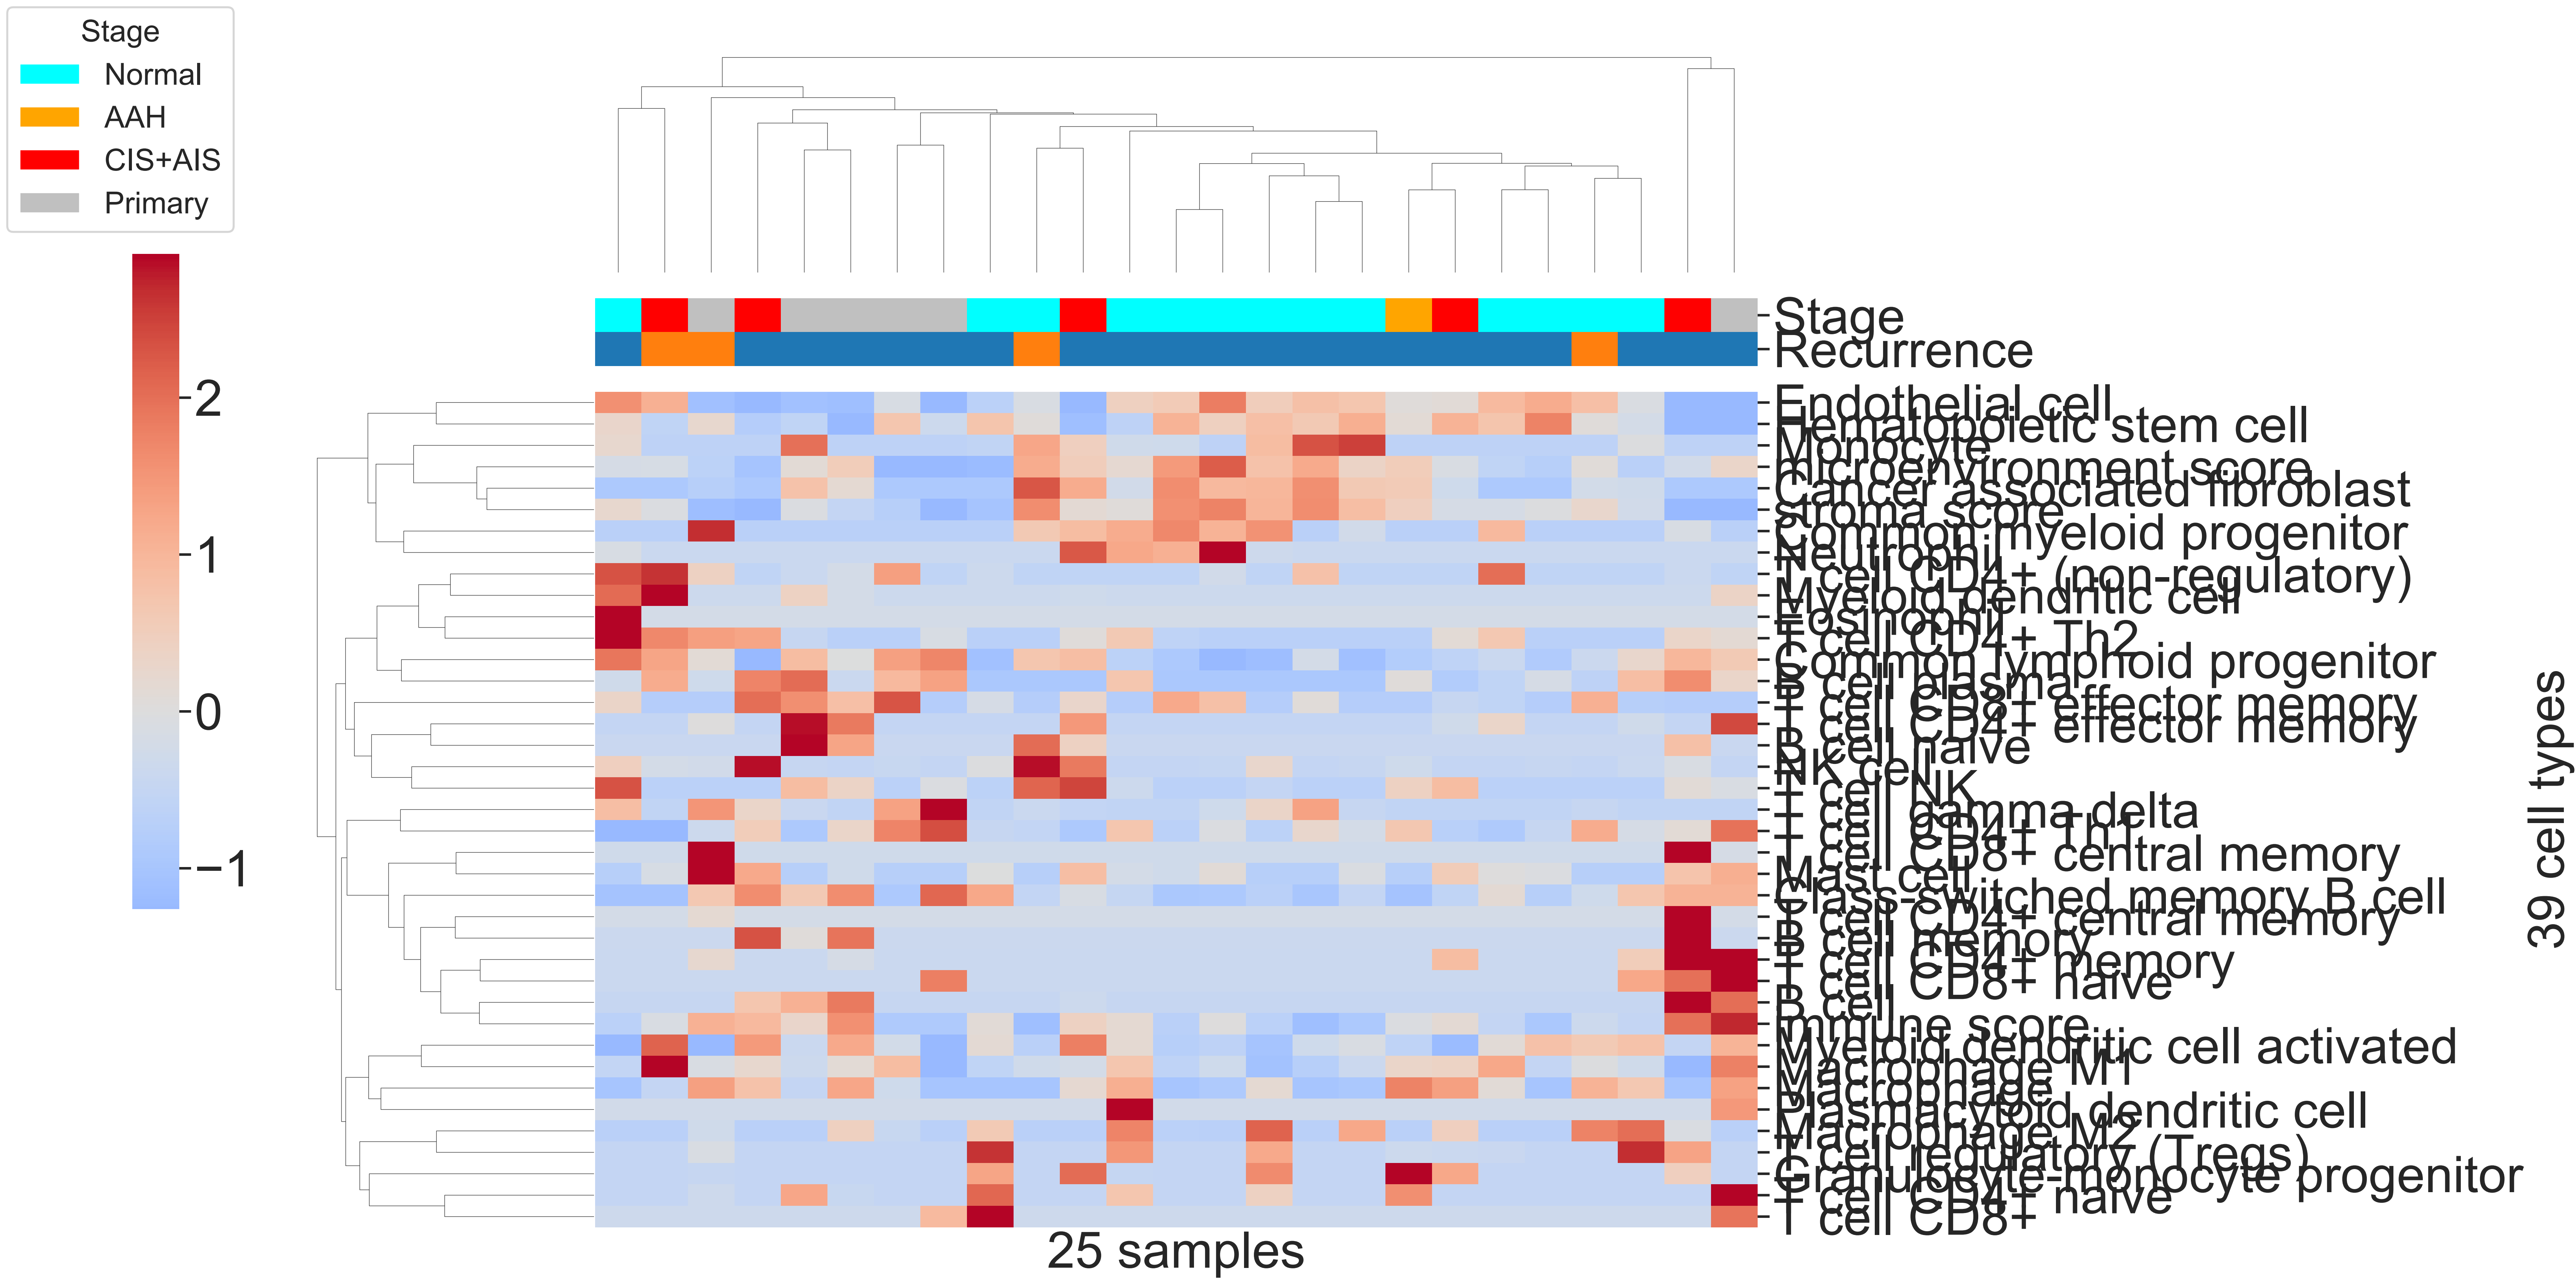 Stage
Normal
AAH
CIS+AIS
Primary
2
1
0
−1
Stage
Recurrence
Endothelial cell
Hematopoietic stem cell
Monocyte
microenvironment score
Cancer associated fibroblast
stroma score
Common myeloid progenitor
Neutrophil
T cell CD4+ (non-regulatory)
Myeloid dendritic cell
Eosinophil
T cell CD4+ Th2
Common lymphoid progenitor
B cell plasma
T cell CD8+ effector memory
T cell CD4+ effector memory
B cell naive
NK cell
T cell NK
T cell gamma delta
T cell CD4+ Th1
T cell CD8+ central memory
Mast cell
Class-switched memory B cell
T cell CD4+ central memory
B cell memory
T cell CD4+ memory
T cell CD8+ naive
B cell
immune score
Myeloid dendritic cell activated
Macrophage M1
Macrophage
Plasmacytoid dendritic cell
Macrophage M2
T cell regulatory (Tregs)
Granulocyte-monocyte progenitor
T cell CD4+ naive
T cell CD8+
39 cell types
25 samples